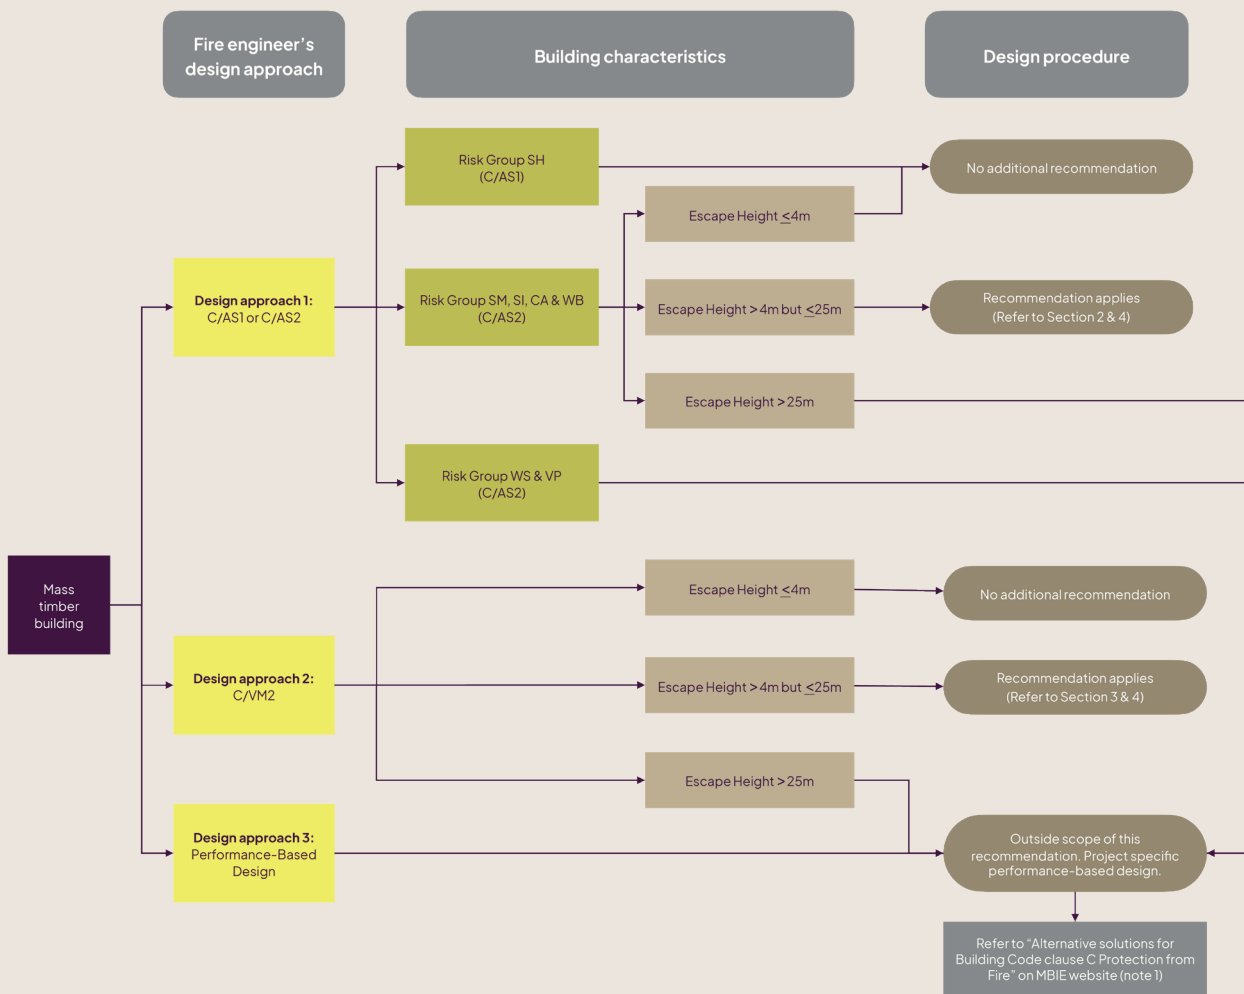 Fire engineer's
design approach
Building characteristics
Design procedure
Risk Group SH
(C/AS1)
No additional recommendation
Escape Height ≤4m
Design approach 1:
C/AS1 or C/AS2
Risk Group SM, SI, CA & WB
(C/AS2)
Escape Height >4m but ≤25m
Recommendation applies
(Refer to Section 2 & 4)
Escape Height >25m
Risk Group WS & VP
(C/AS2)
Mass
timber
building
Escape Height ≤4m
No additional recommendation
Design approach 2:
C/VM2
Escape Height >4m but ≤25m
Recommendation applies
(Refer to Section 3 & 4)
Escape Height >25m
Design approach 3:
Performance-Based
Design
Outside scope of this
recommendation. Project specific
performance-based design.
Refer to “Alternative solutions for
Building Code clause C Protection from
Fire” on MBIE website (note 1)